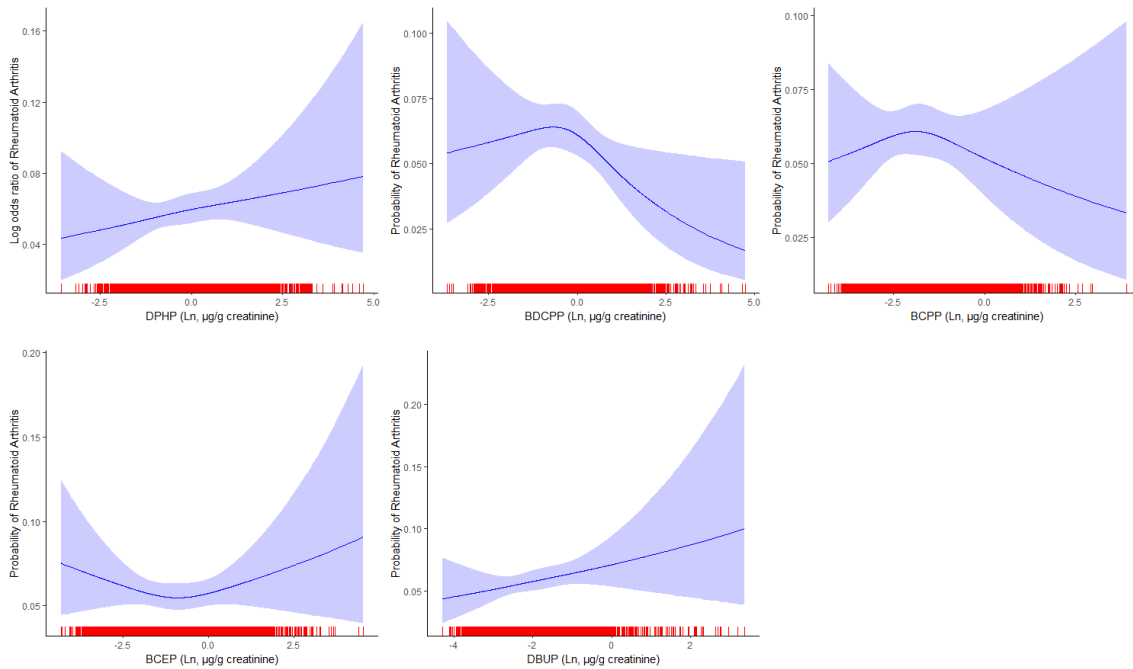 Log odds ratio of Rheumatoid Arthritis
0.16
0.12
0.08
0.04
-2.5 0.0 2.5 5.0
DPHP (Ln, µg/g creatinine)
Probability of Rheumatoid Arthritis
0.100
0.075
0.050
0.025
-2.5 0.0 2.5 5.0
BDCPP (Ln, µg/g creatinine)
Probability of Rheumatoid Arthritis
0.100
0.075
0.050
0.025
-2.5 0.0 2.5
BCPP (Ln, µg/g creatinine)
Probability of Rheumatoid Arthritis
0.20
0.15
0.10
0.05
-2.5 0.0 2.5
BCEP (Ln, µg/g creatinine)
Probability of Rheumatoid Arthritis
0.20
0.15
0.10
0.05
-4 -2 0 2
DBUP (Ln, µg/g creatinine)